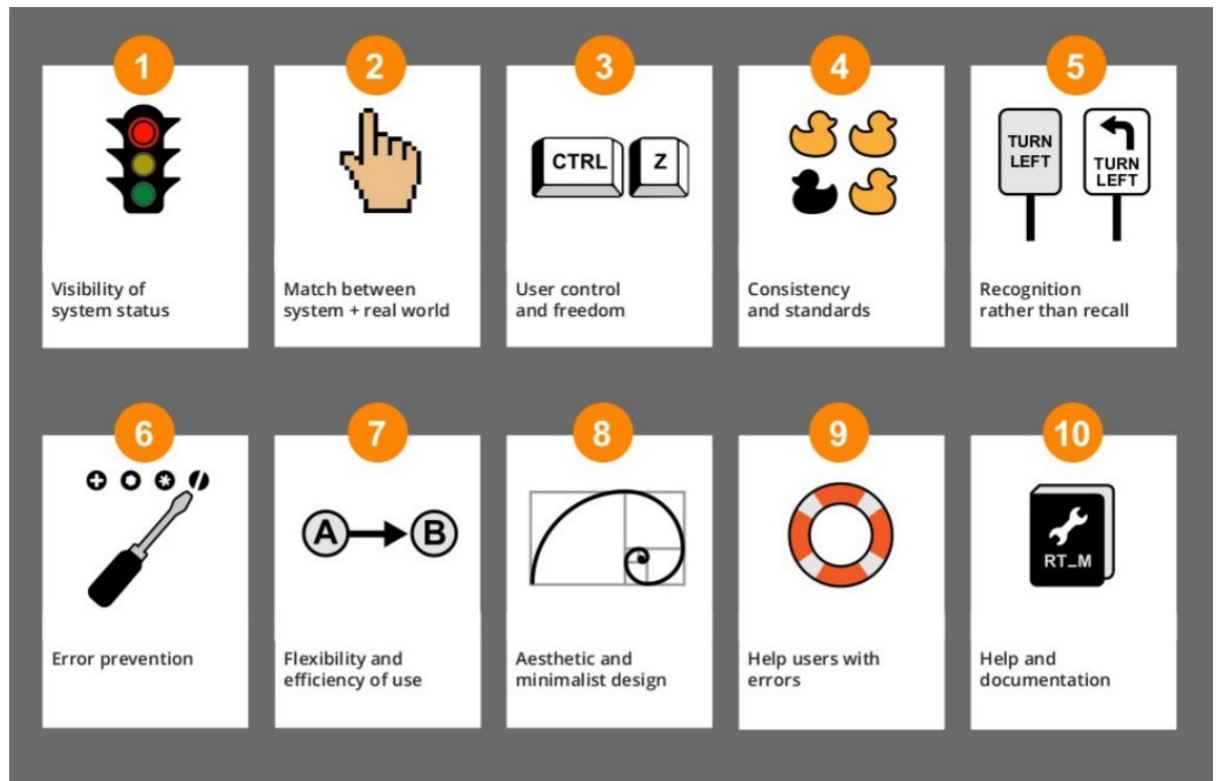 1
2
3
4
5
CTRL Z
TURN
LEFT
TURN
LEFT
Visibility of
system status
Match between
system + real world
User control
and freedom
Consistency
and standards
Recognition
rather than recall
6
7
8
9
10
A B
RT_M
Error prevention
Flexibility and
efficiency of use
Aesthetic and
minimalist design
Help users with
errors
Help and
documentation